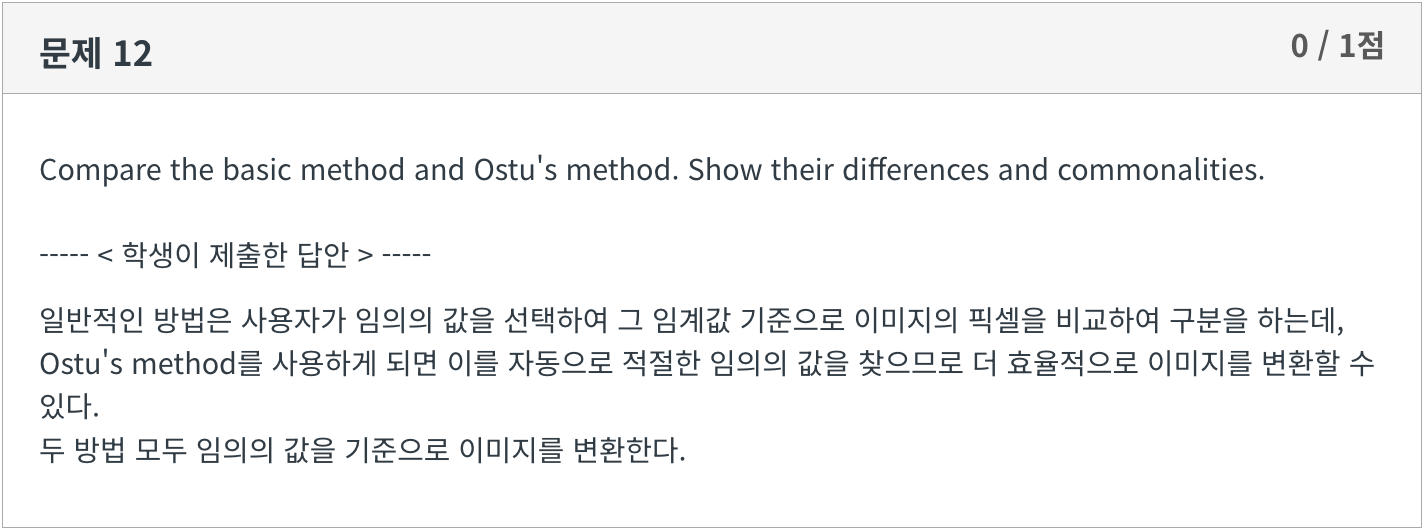 문제 12
0 / 1점
Compare the basic method and Ostu's method. Show their differences and commonalities.
----- < 학생이 제출한 답안 > -----
일반적인 방법은 사용자가 임의의 값을 선택하여 그 임계값 기준으로 이미지의 픽셀을 비교하여 구분을 하는데,
Ostu's method를 사용하게 되면 이를 자동으로 적절한 임의의 값을 찾으므로 더 효율적으로 이미지를 변환할 수
있다.
두 방법 모두 임의의 값을 기준으로 이미지를 변환한다.